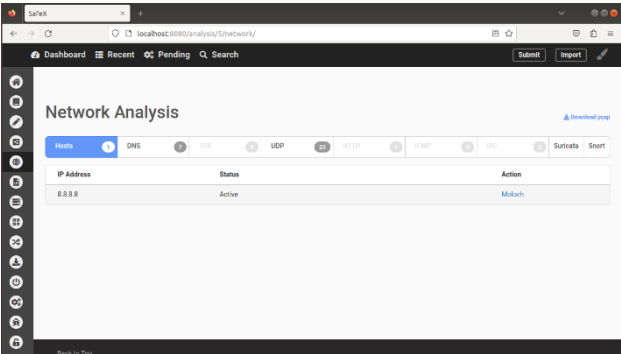 SafeX
localhost:8080/analysis/5/network/
Dashboard Recent Pending Search Submit Import
Network Analysis
Download pcap
Hosts 1 DNS 7 TCP 0 UDP 23 HTTP 0 ICMP 0 IRC 0 Suricata Snort
IP Address Status Action
8.8.8.8 Active Moloch
Back to Top